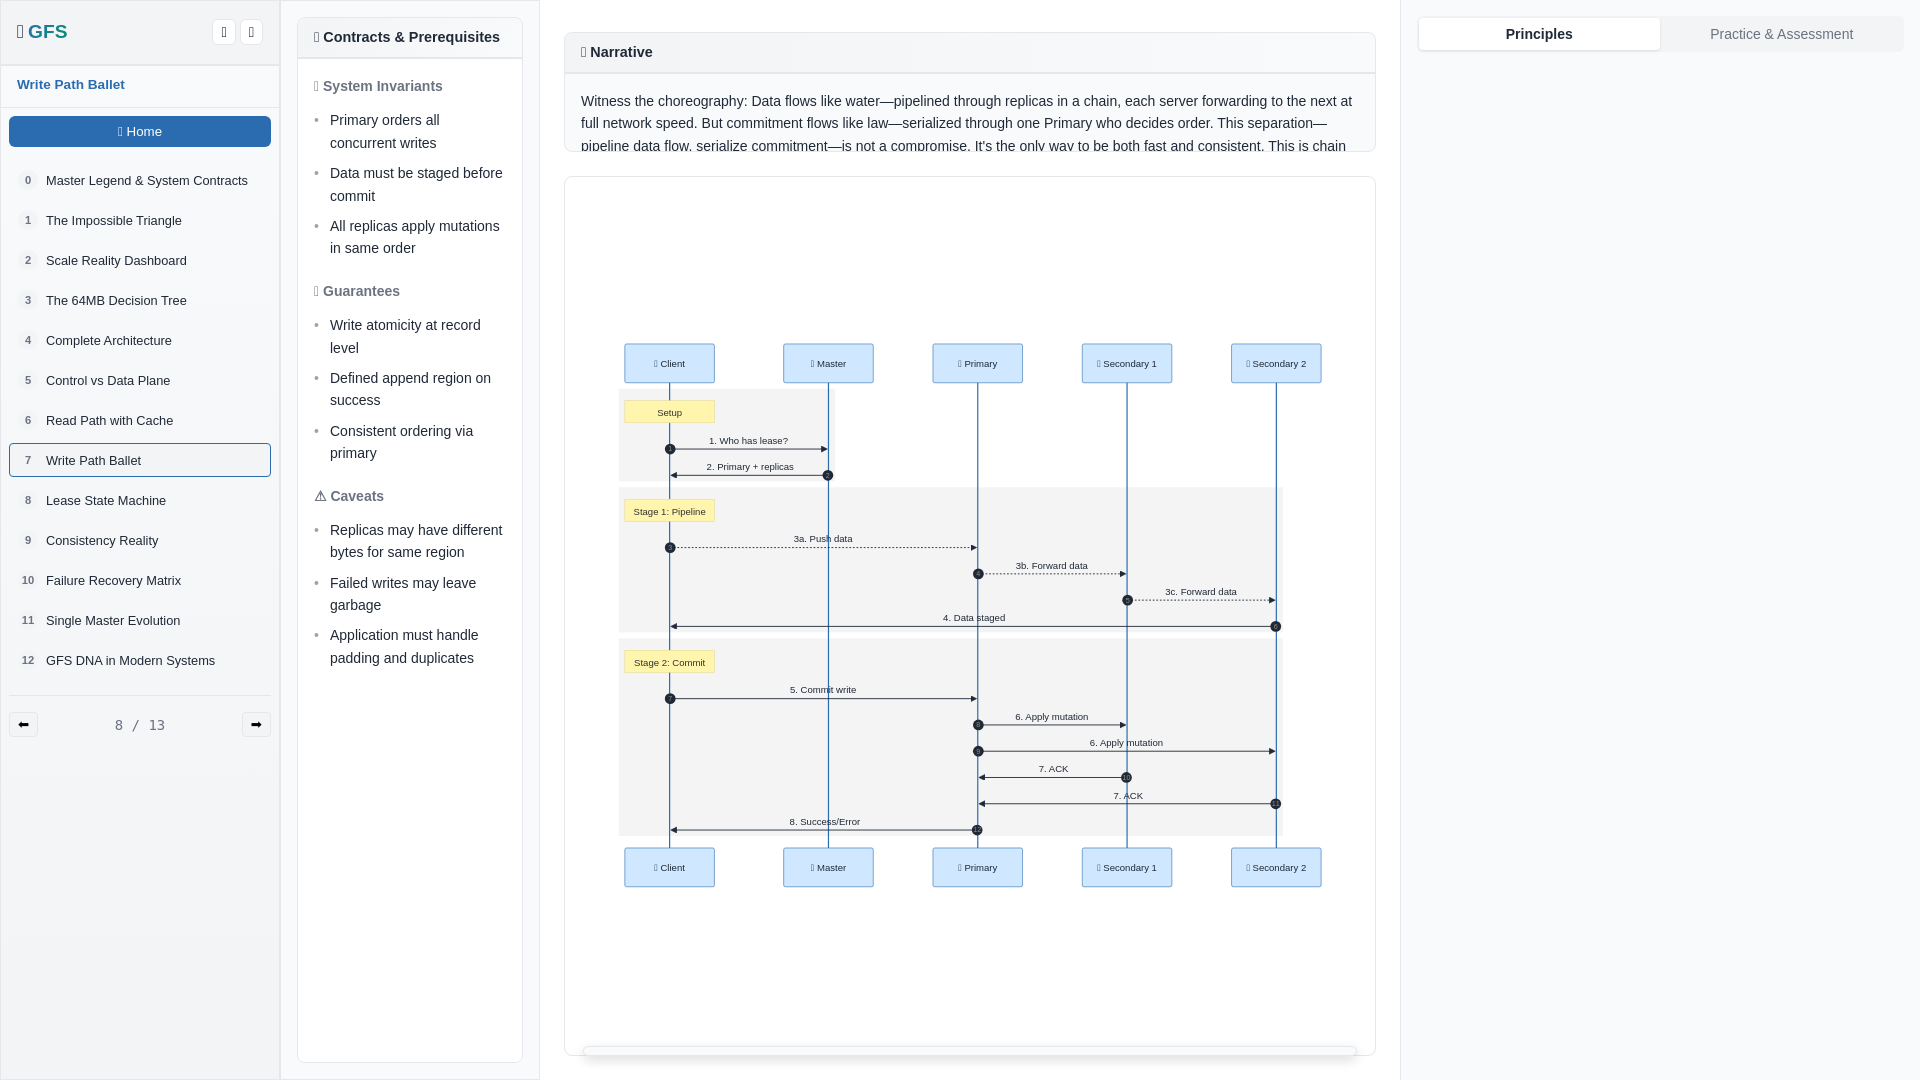 GFS
Write Path Ballet
Home
0 Master Legend & System Contracts
1 The Impossible Triangle
2 Scale Reality Dashboard
3 The 64MB Decision Tree
4 Complete Architecture
5 Control vs Data Plane
6 Read Path with Cache
7 Write Path Ballet
8 Lease State Machine
9 Consistency Reality
10 Failure Recovery Matrix
11 Single Master Evolution
12 GFS DNA in Modern Systems
8 / 13
Contracts & Prerequisites
System Invariants
• Primary orders all
concurrent writes
• Data must be staged before
commit
• All replicas apply mutations
in same order
Guarantees
• Write atomicity at record
level
• Defined append region on
success
• Consistent ordering via
primary
⚠ Caveats
• Replicas may have different
bytes for same region
• Failed writes may leave
garbage
• Application must handle
padding and duplicates
Narrative
Witness the choreography: Data flows like water—pipelined through replicas in a chain, each server forwarding to the next at
full network speed. But commitment flows like law—serialized through one Primary who decides order. This separation—
pipeline data flow, serialize commitment—is not a compromise. It's the only way to be both fast and consistent. This is chain
Client Master Primary Secondary 1 Secondary 2
Setup
1. Who has lease?
2. Primary + replicas
Stage 1: Pipeline
3a. Push data
3b. Forward data
3c. Forward data
4. Data staged
Stage 2: Commit
5. Commit write
6. Apply mutation
6. Apply mutation
7. ACK
7. ACK
8. Success/Error
Client Master Primary Secondary 1 Secondary 2
Principles
Practice & Assessment